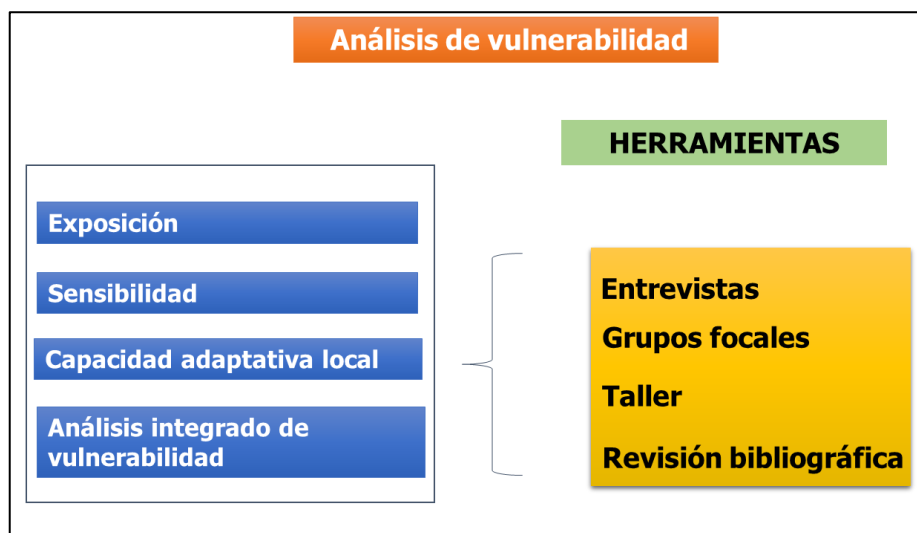 Análisis de vulnerabilidad
HERRAMIENTAS
Exposición
Sensibilidad
Capacidad adaptativa local
Análisis integrado de
vulnerabilidad
Entrevistas
Grupos focales
Taller
Revisión bibliográfica